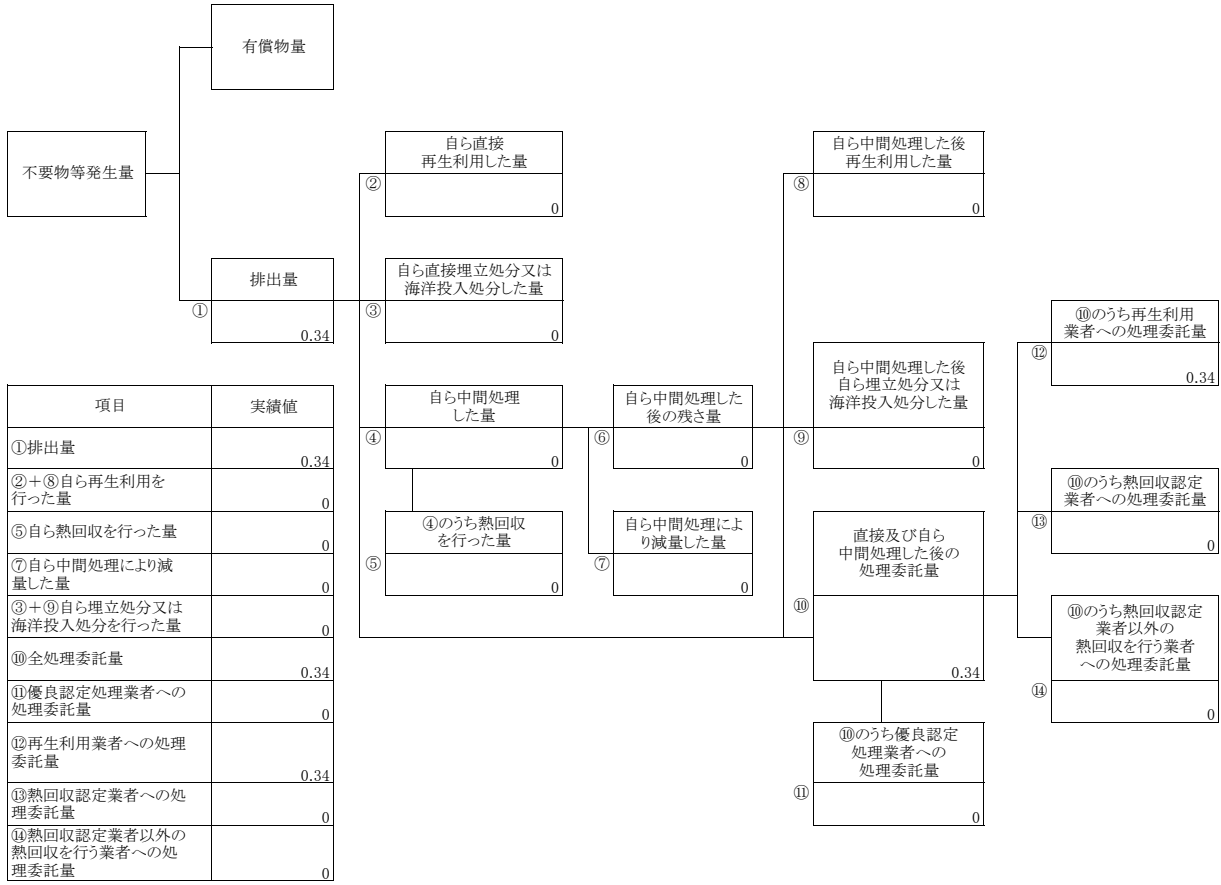 有償物量
不要物等発生量
自ら直接
再生利用した量
②
0
自ら中間処理した後
再生利用した量
⑧
0
排出量
①
0.34
自ら直接埋立処分又は
海洋投入処分した量
③
0
自ら中間処理
した量
④
0
自ら中間処理した
後の残さ量
⑥
0
自ら中間処理した後
自ら埋立処分又は
海洋投入処分した量
⑨
0
⑩のうち再生利用
業者への処理委託量
⑫
0.34
④のうち熱回収
を行った量
⑤
0
自ら中間処理によ
り減量した量
⑦
0
直接及び自ら
中間処理した後の
処理委託量
⑩
0.34
⑩のうち熱回収認定
業者への処理委託量
⑬
0
⑩のうち熱回収認定
業者以外の
熱回収を行う業者
への処理委託量
⑭
0
⑩のうち優良認定
処理業者への
処理委託量
⑪
0
項目 実績値
①排出量
0.34
②+⑧自ら再生利用を
行った量
0
⑤自ら熱回収を行った量
0
⑦自ら中間処理により減
量した量
0
③+⑨自ら埋立処分又は
海洋投入処分を行った量
0
⑩全処理委託量
0.34
⑪優良認定処理業者への
処理委託量
0
⑫再生利用業者への処理
委託量
0.34
⑬熱回収認定業者への処
理委託量
0
⑭熱回収認定業者以外の
熱回収を行う業者への処
理委託量
0